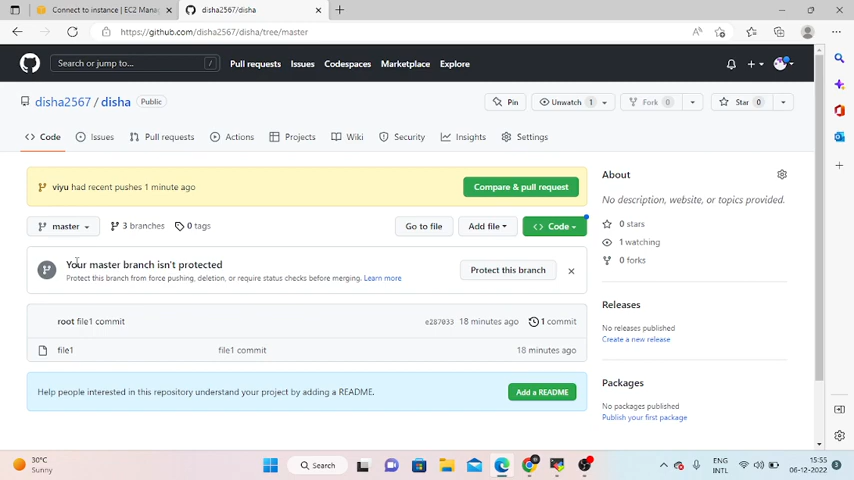 Connect to instance | EC2 Manag
disha2567/disha
https://github.com/disha2567/disha/tree/master
Search or jump to...
/
Pull requests
Issues
Codespaces
Marketplace
Explore
disha2567 / disha
Public
Pin
Unwatch 1
Fork 0
Star 0
Code
Issues
Pull requests
Actions
Projects
Wiki
Security
Insights
Settings
viyu had recent pushes 1 minute ago
Compare & pull request
master
3 branches
0 tags
Go to file
Add file
Code
Your master branch isn't protected
Protect this branch from force pushing, deletion, or require status checks before merging. Learn more
Protect this branch
root file1 commit
e287033 18 minutes ago
1 commit
file1
file1 commit
18 minutes ago
Help people interested in this repository understand your project by adding a README.
Add a README
About
No description, website, or topics provided.
0 stars
1 watching
0 forks
Releases
No releases published
Create a new release
Packages
No packages published
Publish your first package
30°C
Sunny
Search
ENG
INTL
15:55
06-12-2022
3